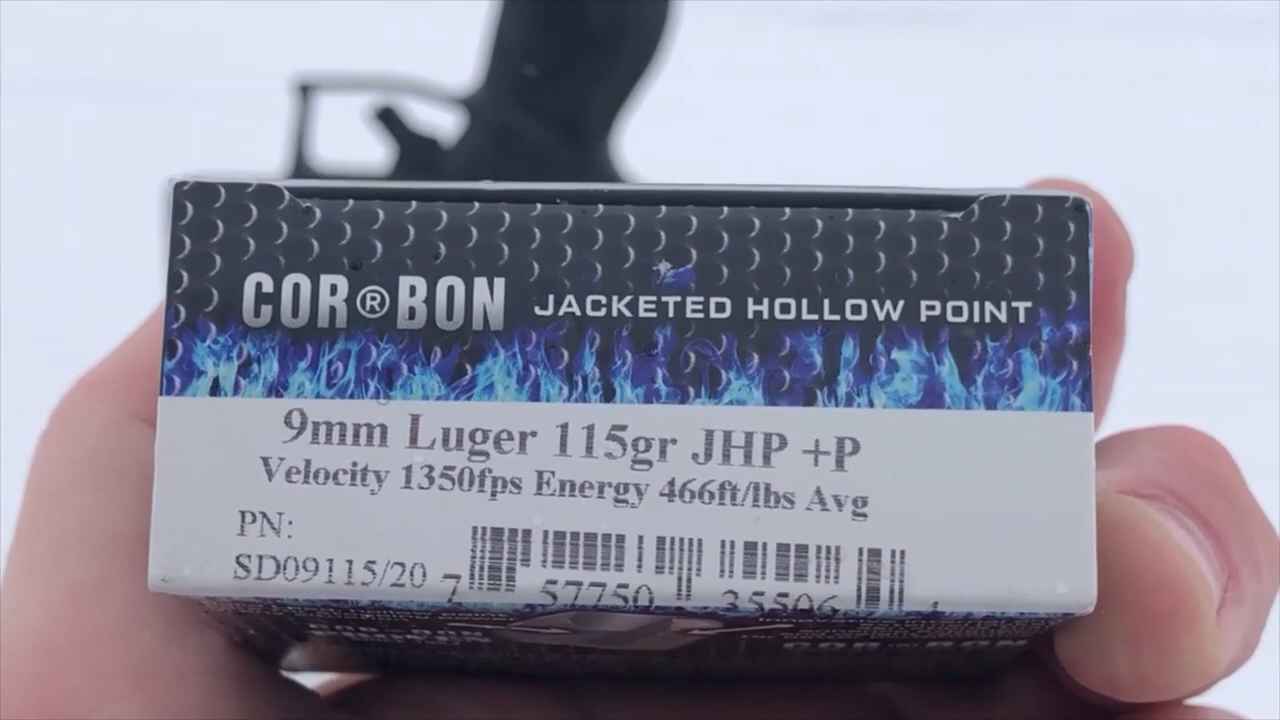 COR®BON JACKETED HOLLOW POINT
9mm Luger 115gr JHP +P
Velocity 1350fps Energy 466ft/lbs Avg
PN:
SD09115/20
7 57750 35506 4